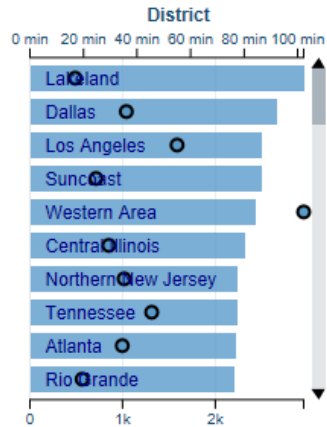 District
0 min 20 min 40 min 60 min 80 min 100 min
Lakeland
Dallas
Los Angeles
Suncoast
Western Area
Central Illinois
Northern New Jersey
Tennessee
Atlanta
Rio Grande
0 1k 2k